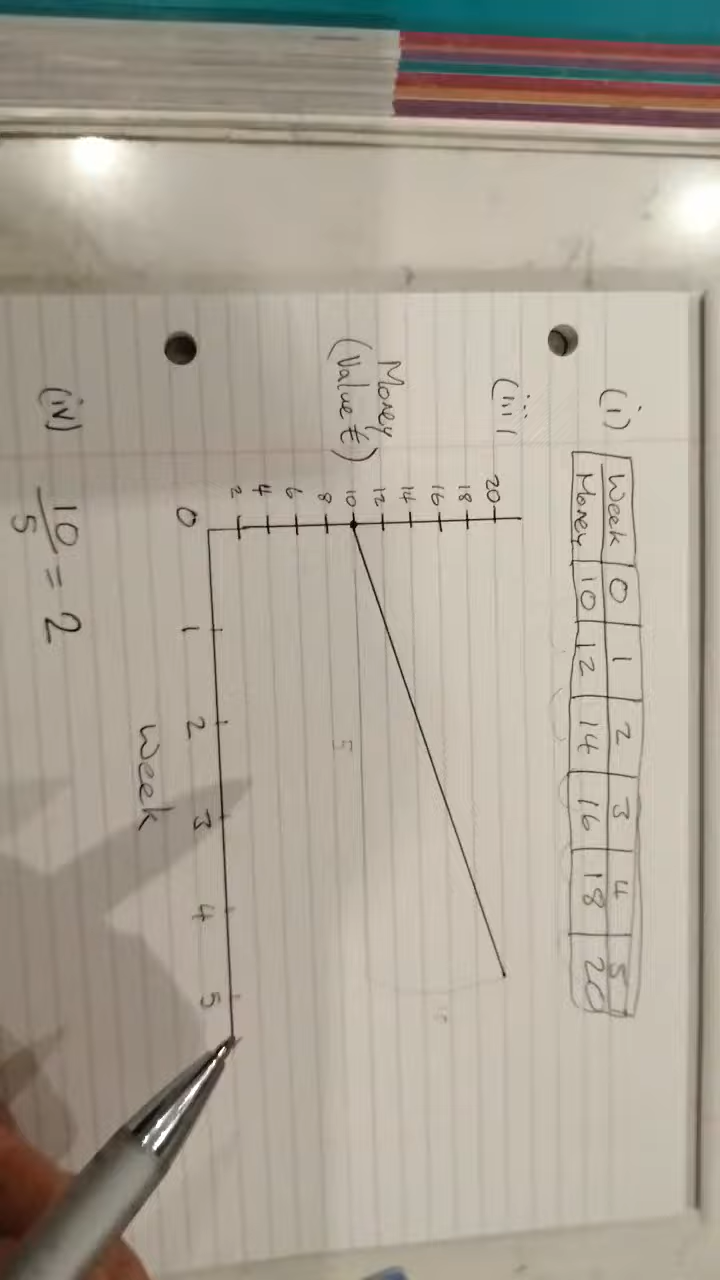 (i)
Week 0 1 2 3 4 5
Money 10 12 14 16 18 20
(iii)
20
18
16
14
12
10
8
6
4
2
Money
(Value £)
0 1 2 3 4 5
Week
5
(iv) 10/5 = 2